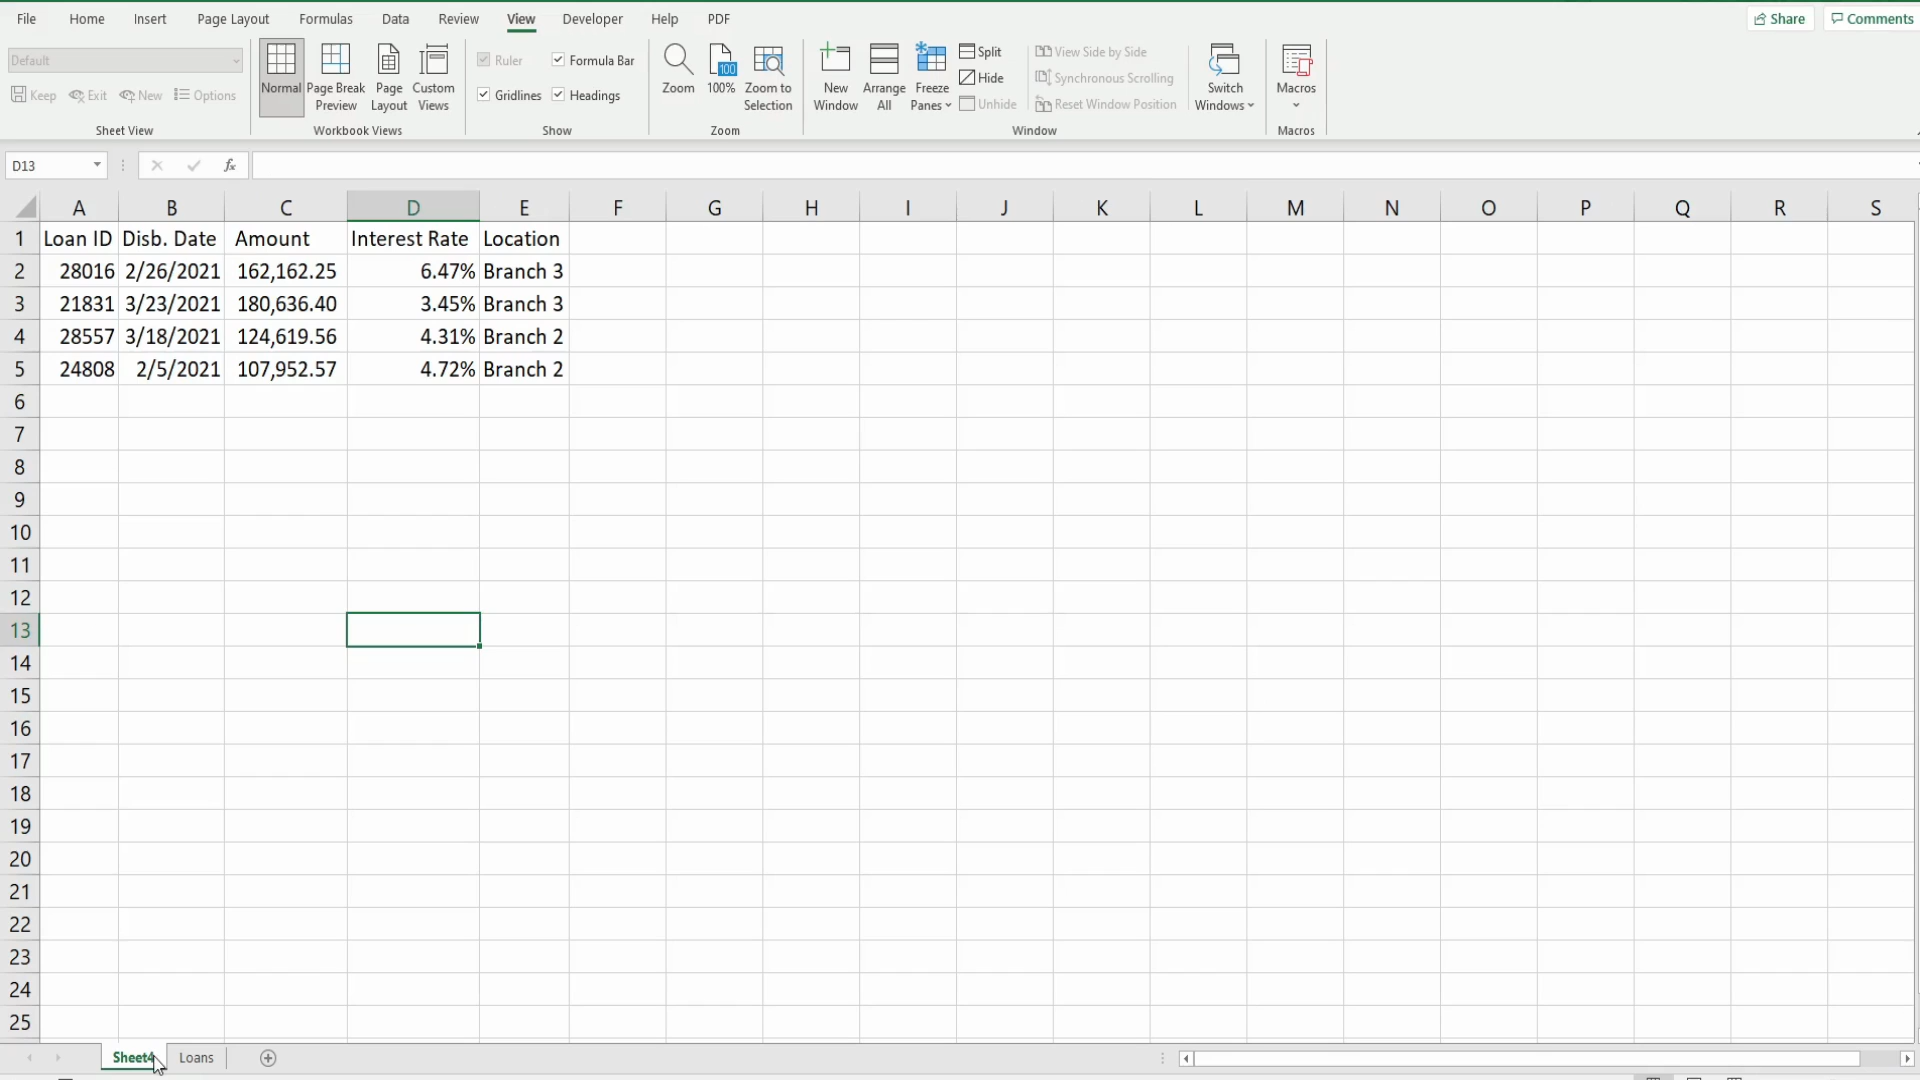 File Home Insert Page Layout Formulas Data Review View Developer Help PDF Share Comments
Default
Keep Exit New Options
Sheet View
Normal Page Break Preview Page Layout Custom Views
Workbook Views
Ruler Formula Bar
Gridlines Headings
Show
Zoom 100 100% Zoom to Selection
Zoom
New Window Arrange All Freeze Panes
Split
Hide
Unhide
View Side by Side
Synchronous Scrolling
Reset Window Position
Switch Windows
Window
Macros
Macros
D13 fx
A B C D E F G H I J K L M N O P Q R S
1 Loan ID Disb. Date Amount Interest Rate Location
2 28016 2/26/2021 162,162.25 6.47% Branch 3
3 21831 3/23/2021 180,636.40 3.45% Branch 3
4 28557 3/18/2021 124,619.56 4.31% Branch 2
5 24808 2/5/2021 107,952.57 4.72% Branch 2
6
7
8
9
10
11
12
13
14
15
16
17
18
19
20
21
22
23
24
25
Sheet4 Loans